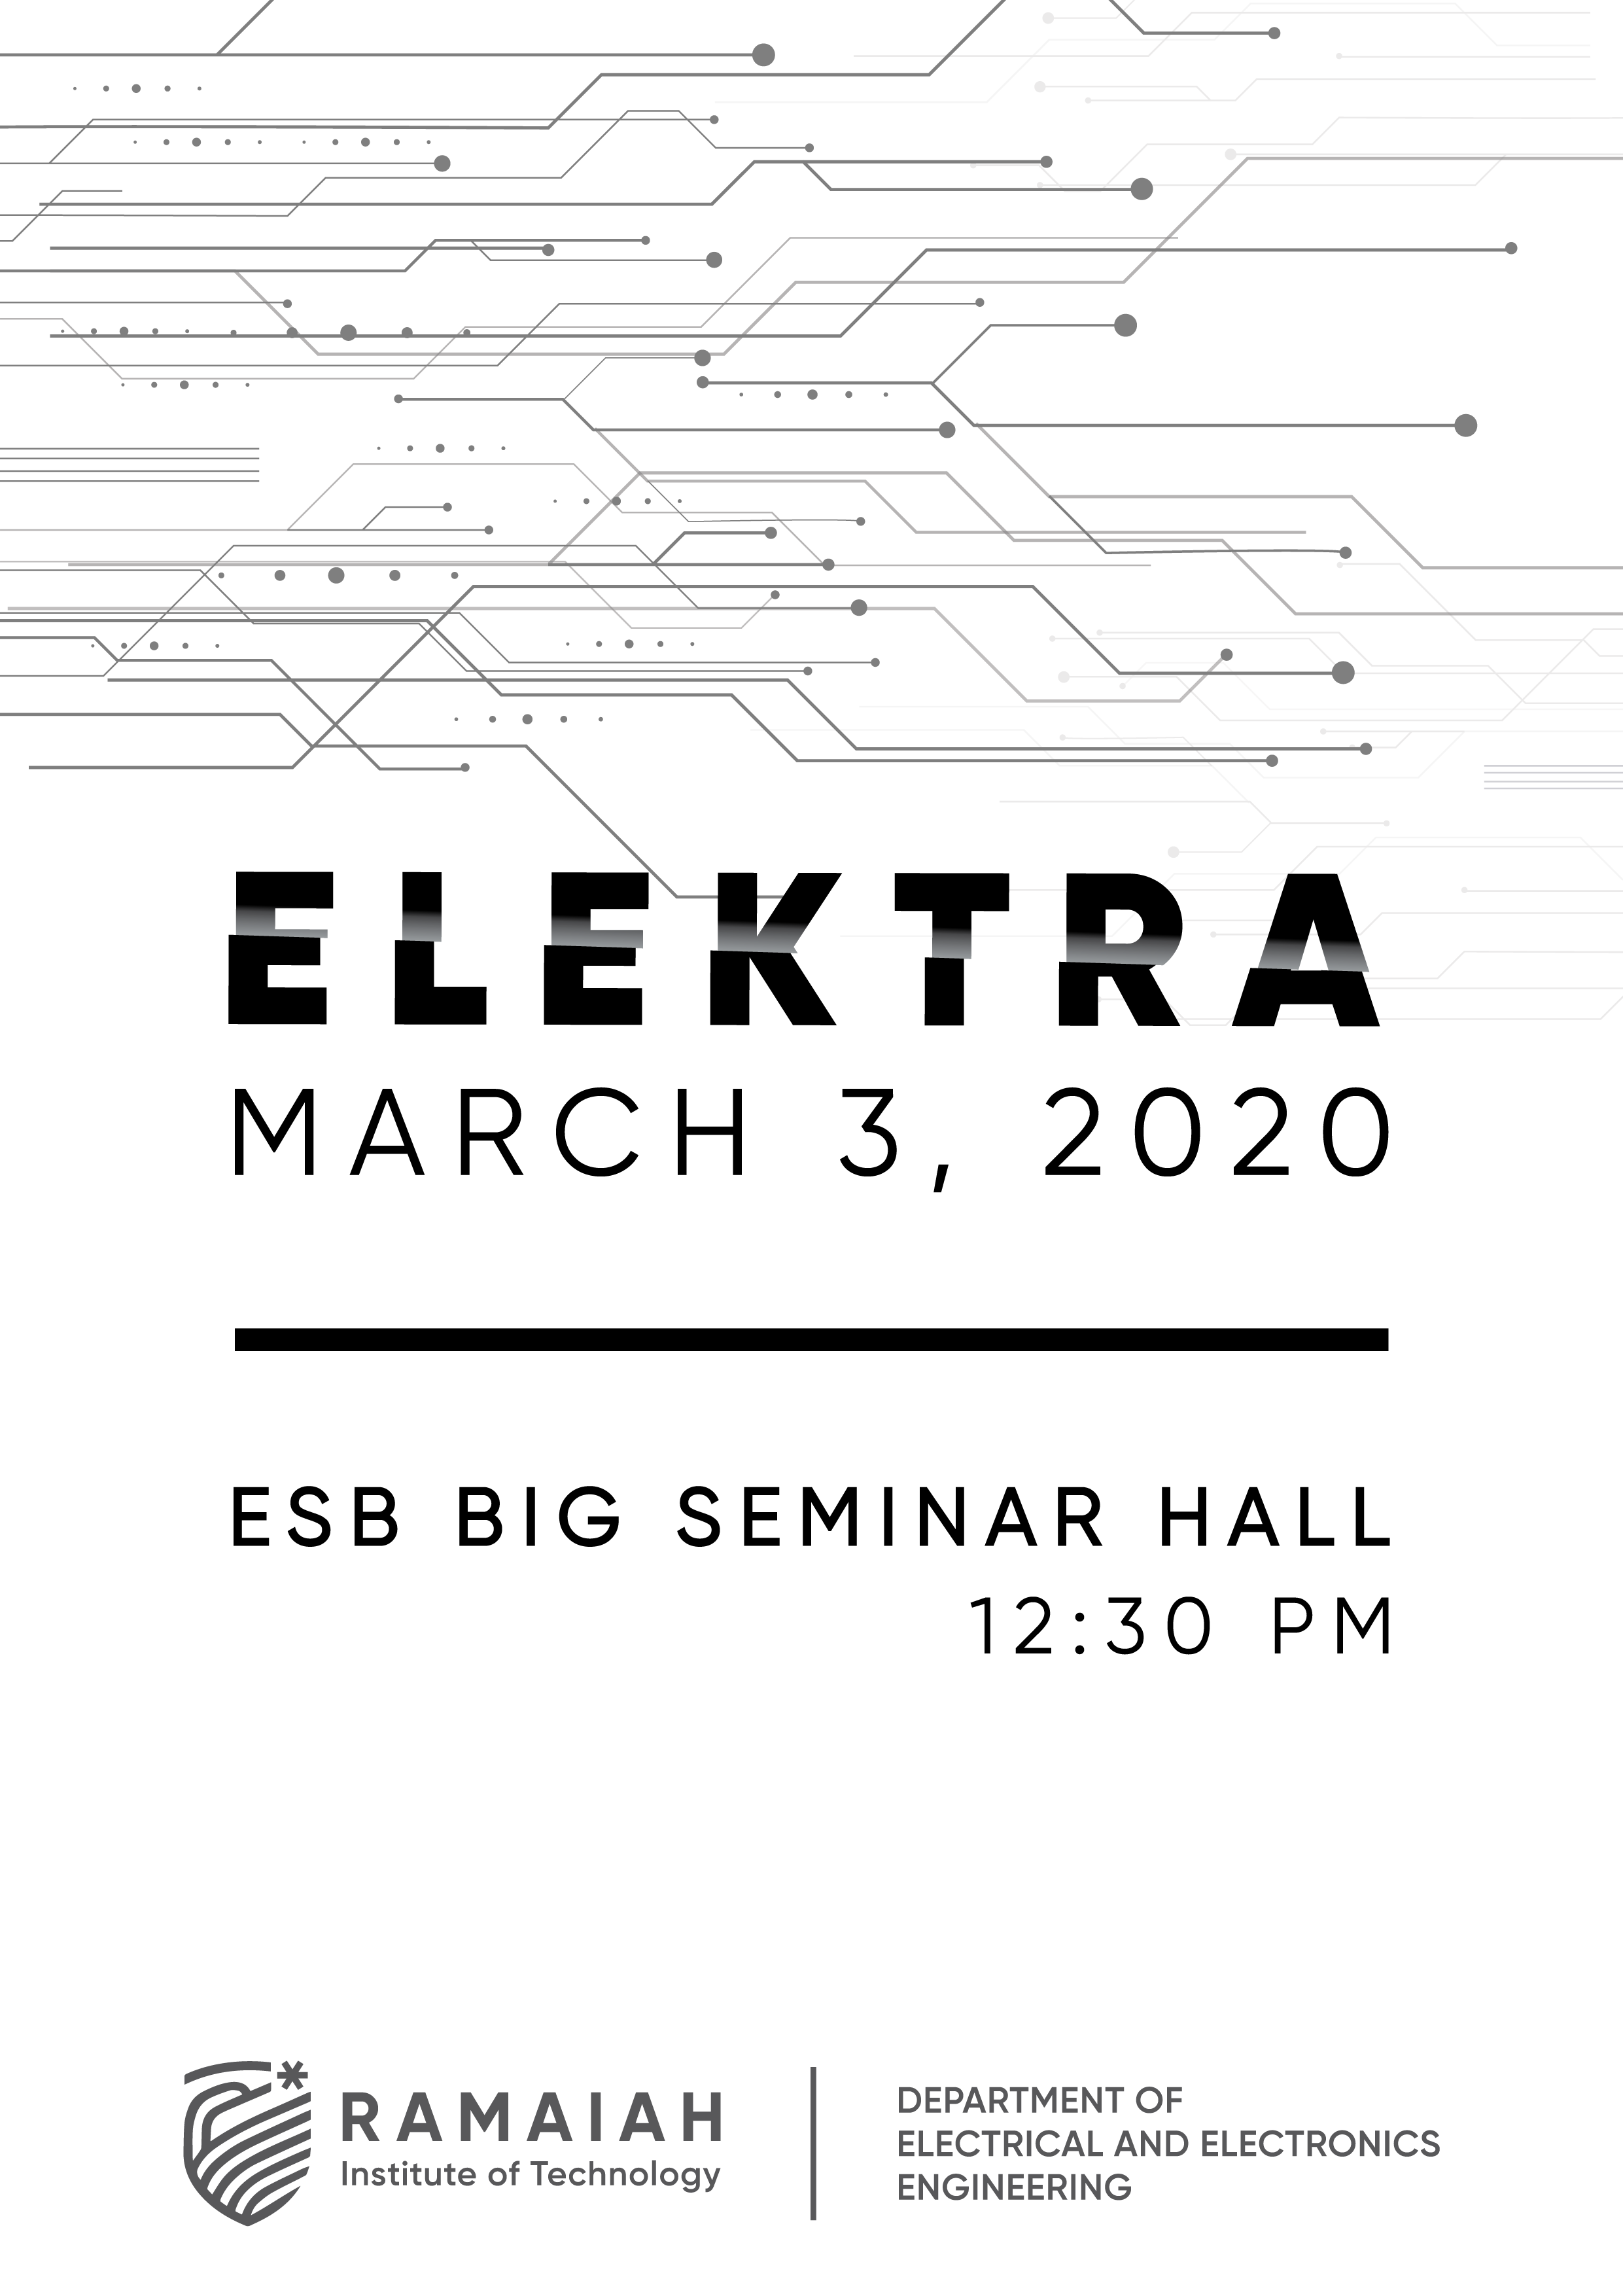 ELEKTRA
MARCH 3, 2020
ESB BIG SEMINAR HALL
12:30 PM
RAMAIAH
Institute of Technology
DEPARTMENT OF
ELECTRICAL AND ELECTRONICS
ENGINEERING